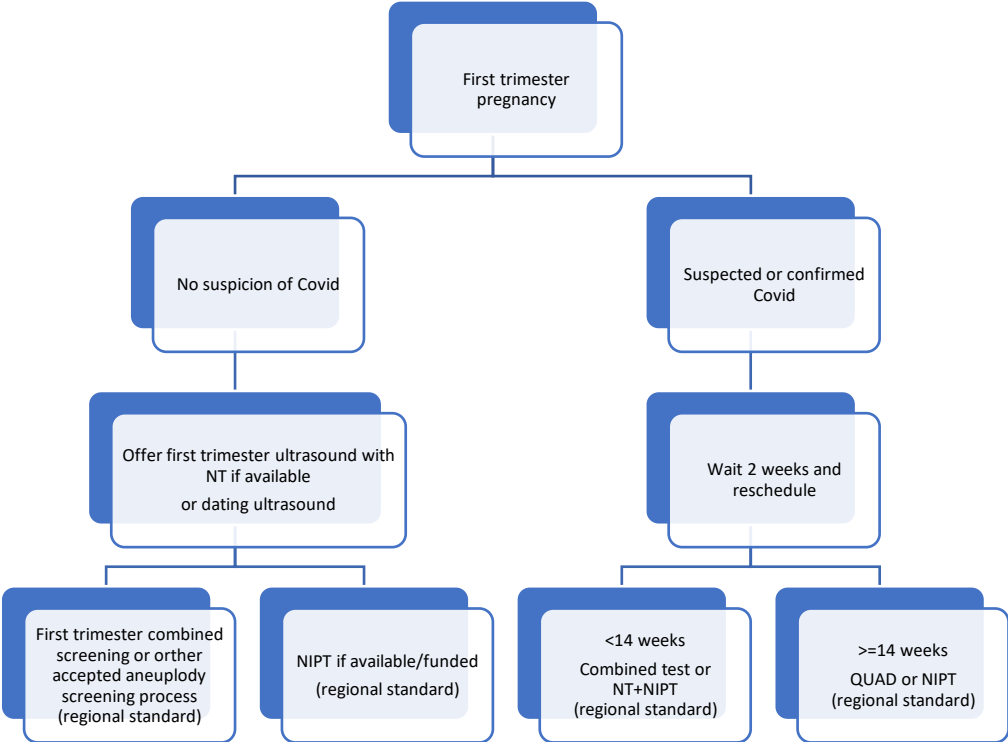 First trimester
pregnancy
No suspicion of Covid
Suspected or confirmed
Covid
Offer first trimester ultrasound with
NT if available
or dating ultrasound
Wait 2 weeks and
reschedule
First trimester combined
screening or orther
accepted aneuplody
screening process
(regional standard)
NIPT if available/funded
(regional standard)
<14 weeks
Combined test or
NT+NIPT
(regional standard)
>=14 weeks
QUAD or NIPT
(regional standard)